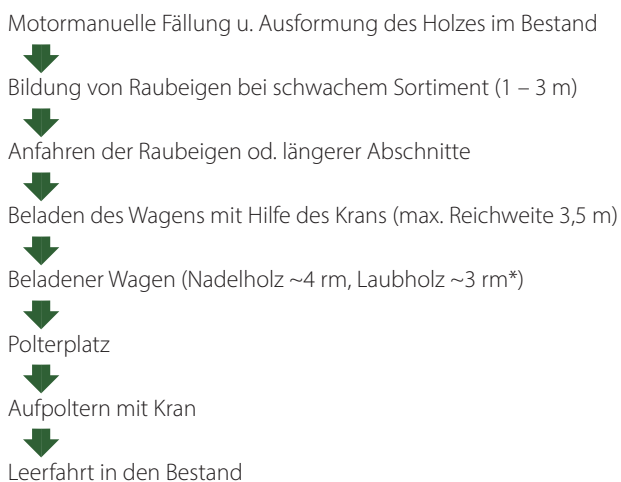 Motormanuelle Fällung u. Ausformung des Holzes im Bestand
Bildung von Raubeigen bei schwachem Sortiment (1 – 3 m)
Anfahren der Raubeigen od. längerer Abschnitte
Beladen des Wagens mit Hilfe des Krans (max. Reichweite 3,5 m)
Beladener Wagen (Nadelholz ~4 rm, Laubholz ~3 rm*)
Polterplatz
Aufpoltern mit Kran
Leerfahrt in den Bestand